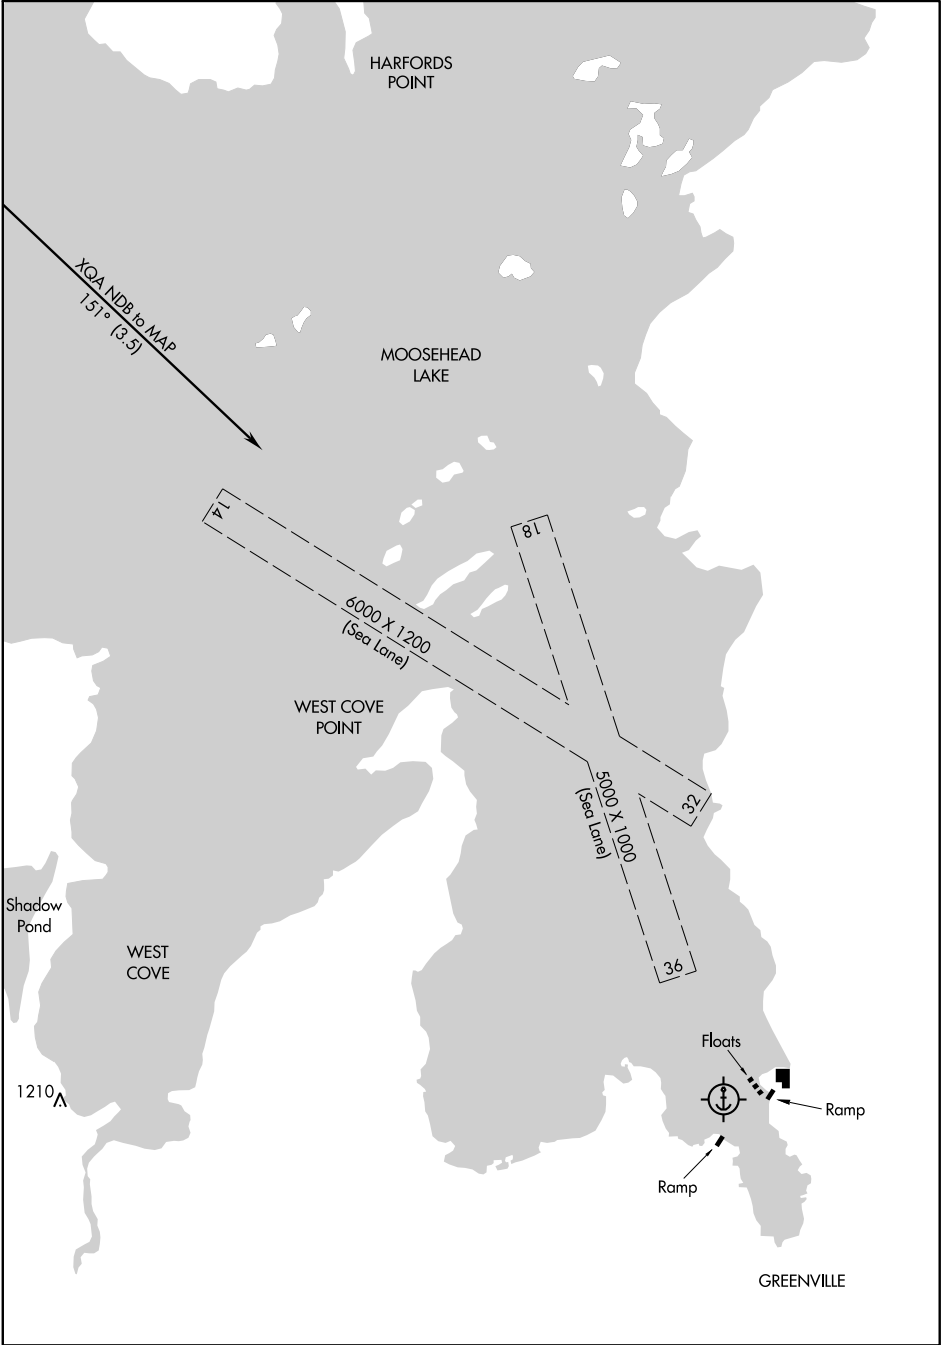 HARFORDS
POINT
XQA NDB to MAP
151° (3.5)
MOOSEHEAD
LAKE
14
18
6000 X 1200
(Sea Lane)
WEST COVE
POINT
5000 X 1000
(Sea Lane)
32
Shadow
Pond
WEST
COVE
36
Floats
1210
Ramp
Ramp
GREENVILLE